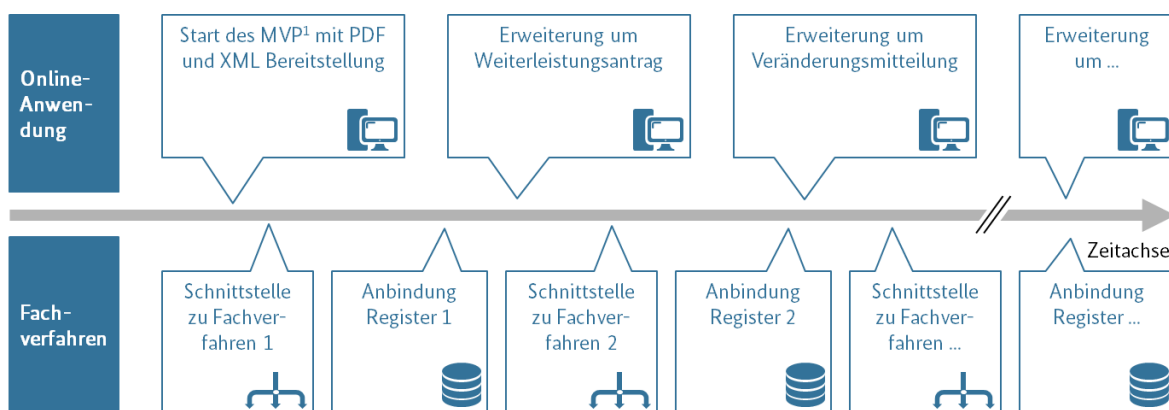 Online-
Anwen-
dung
Start des MVP¹ mit PDF
und XML Bereitstellung
Erweiterung um
Weiterleistungsantrag
Erweiterung um
Veränderungsmitteilung
Erweiterung
um ...
Zeitachse
Fach-
verfahren
Schnittstelle
zu Fachver-
fahren 1
Anbindung
Register 1
Schnittstelle
zu Fachver-
fahren 2
Anbindung
Register 2
Schnittstelle
zu Fachver-
fahren ...
Anbindung
Register ...